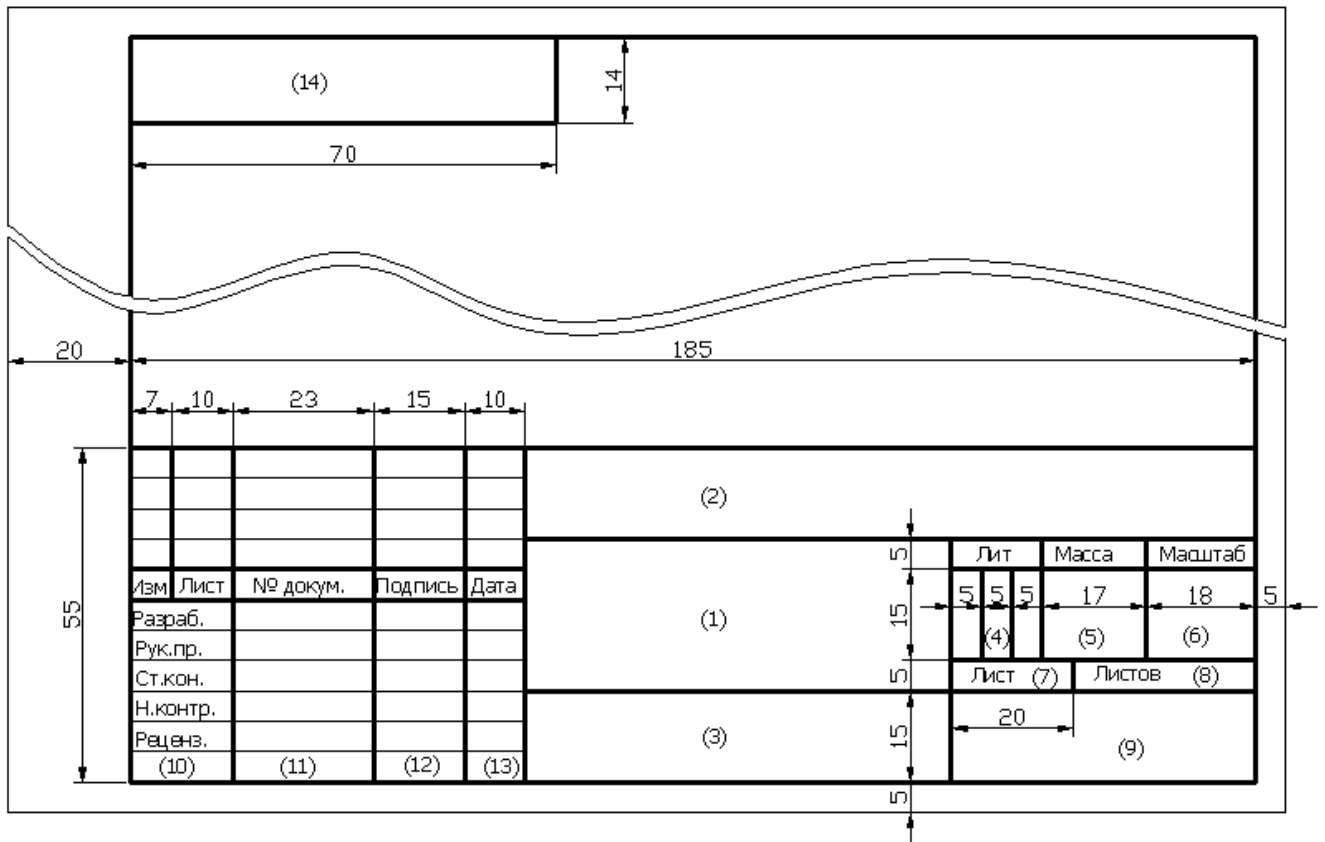 (14)
14
70
20 185
7 10 23 15 10
(2)
5 Лит Масса Масштаб
Изм Лист № докум. Подпись Дата
55
15 5 5 5 17 18 5
Разраб.
(1)
(4) (5) (6)
Рук.пр.
5 Лист (7) Листов (8)
Ст.кон.
Н.контр.
20
15 (3) (9)
Реценз.
(10) (11) (12) (13)
5